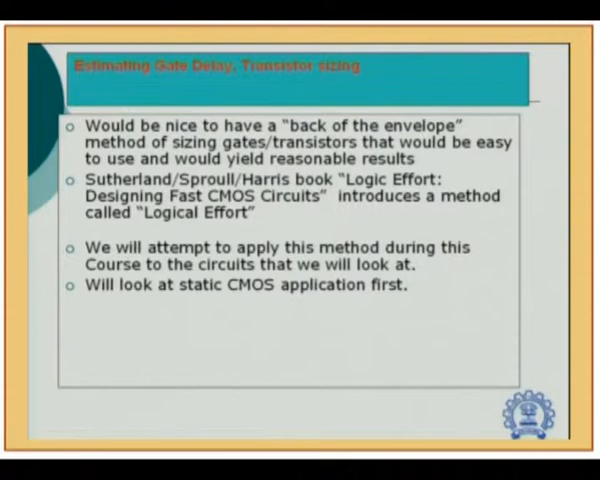 Estimating Gate Delay, Transistor sizing
Would be nice to have a “back of the envelope”
method of sizing gates/transistors that would be easy
to use and would yield reasonable results
Sutherland/Sproull/Harris book “Logic Effort:
Designing Fast CMOS Circuits” introduces a method
called “Logical Effort”
We will attempt to apply this method during this
Course to the circuits that we will look at.
Will look at static CMOS application first.